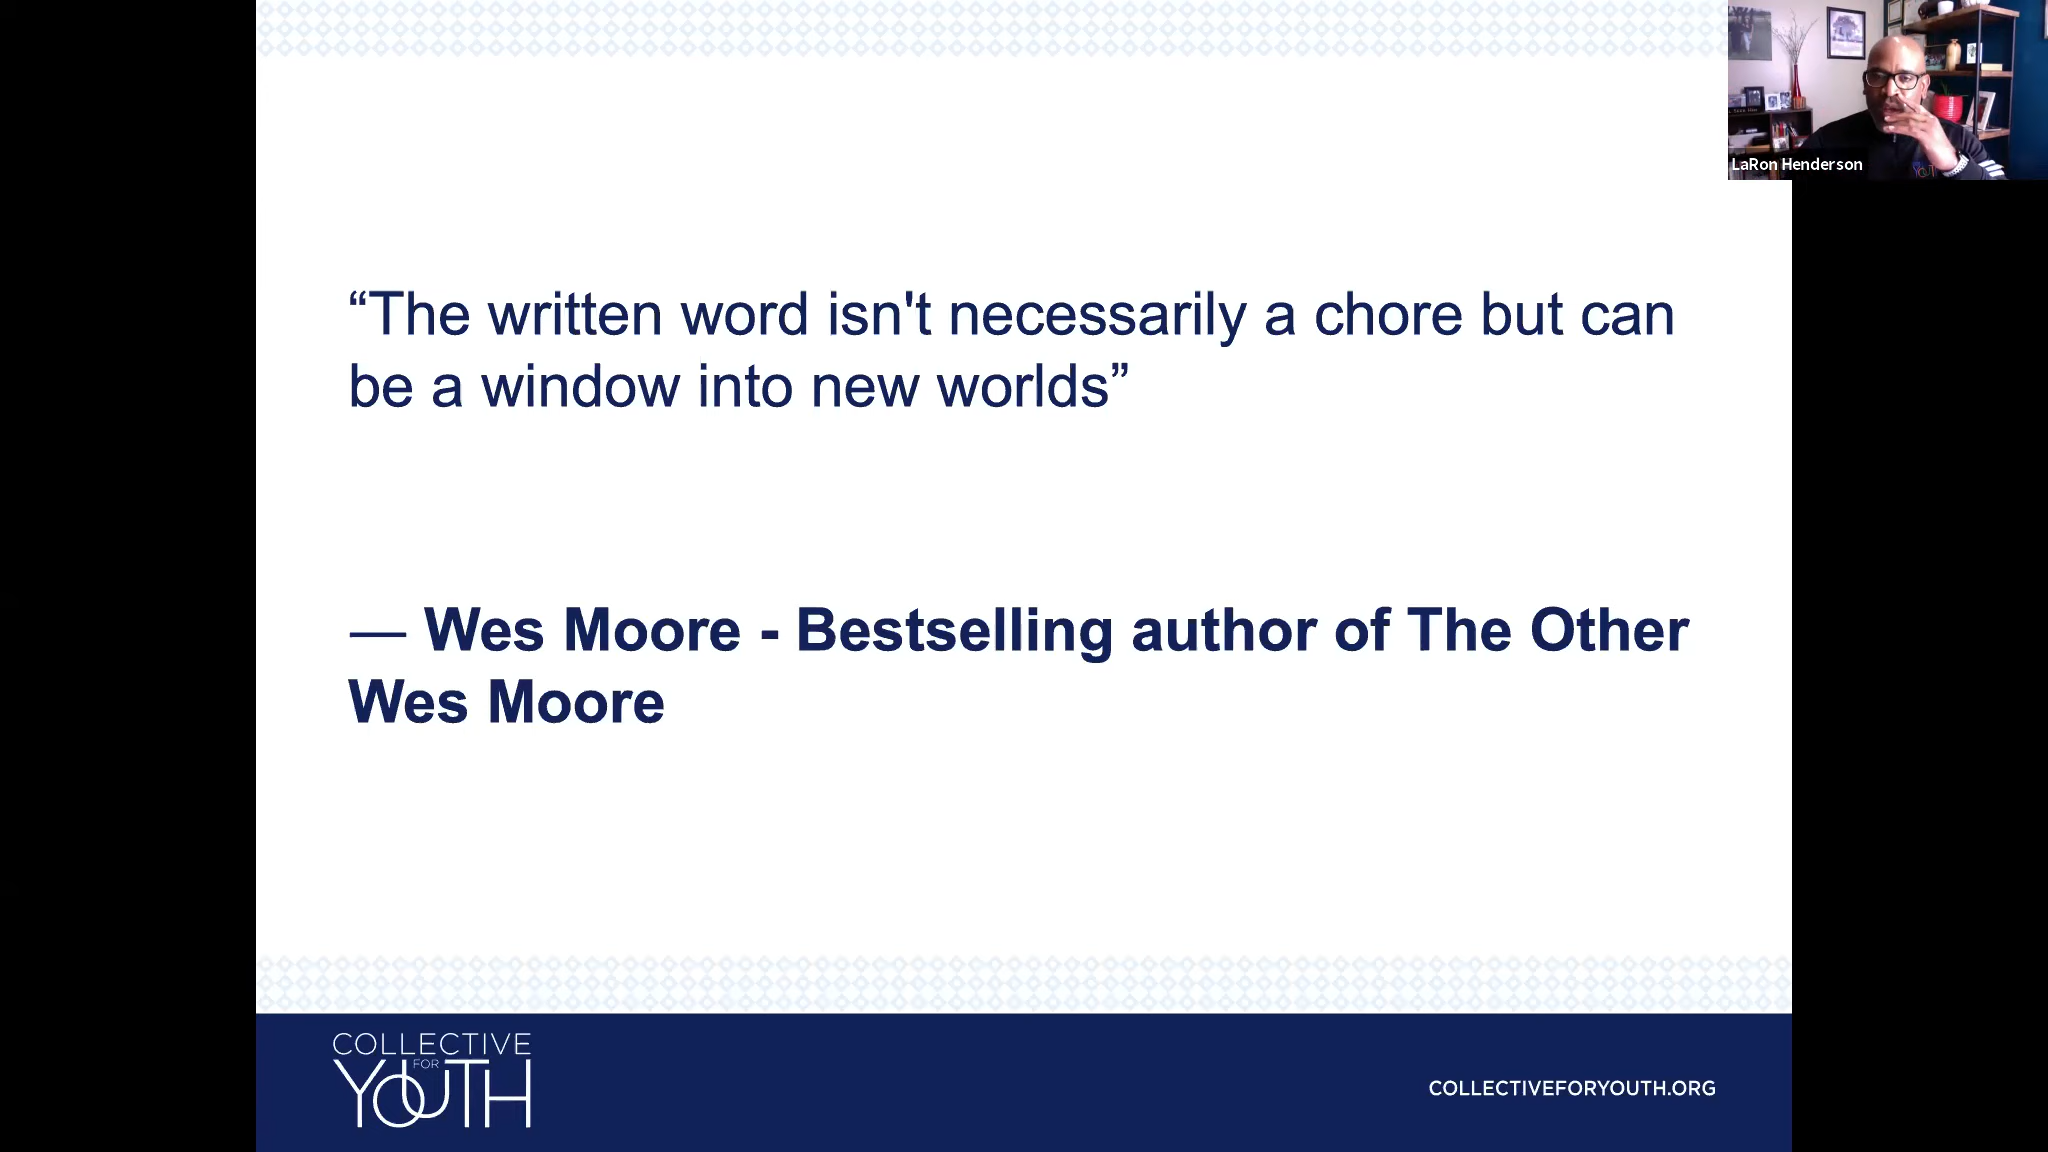 LaRon Henderson
“The written word isn't necessarily a chore but can
be a window into new worlds”
— Wes Moore - Bestselling author of The Other
Wes Moore
COLLECTIVE
FOR
YOUTH
COLLECTIVEFORYOUTH.ORG